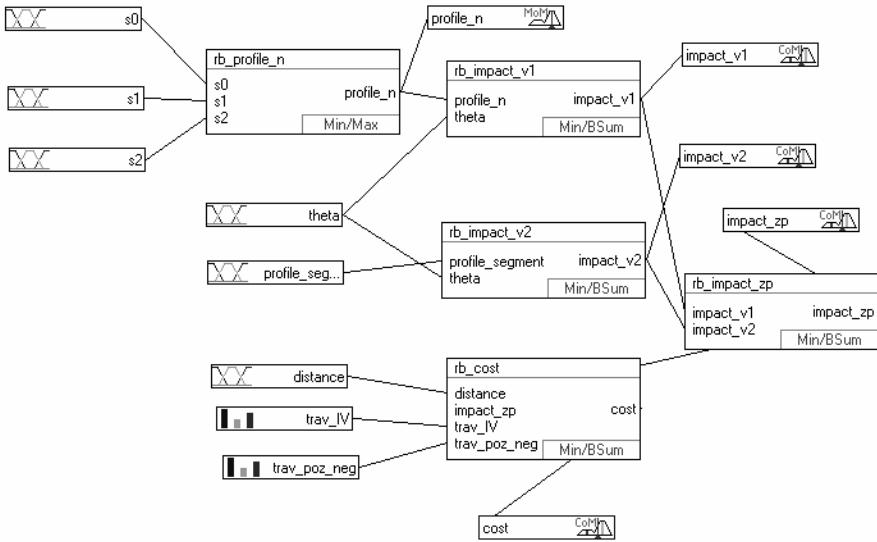 s0
s1
s2
rb_profile_n
s0
s1
s2
profile_n
Min/Max
profile_n
MoM
rb_impact_v1
profile_n
theta
impact_v1
Min/BSum
impact_v1
CoM
impact_v2
CoM
theta
profile_seg...
rb_impact_v2
profile_segment
theta
impact_v2
Min/BSum
impact_zp
CoM
rb_impact_zp
impact_v1
impact_v2
impact_zp
Min/BSum
distance
trav_IV
trav_poz_neg
rb_cost
distance
impact_zp
trav_IV
trav_poz_neg
cost
Min/BSum
cost
CoM